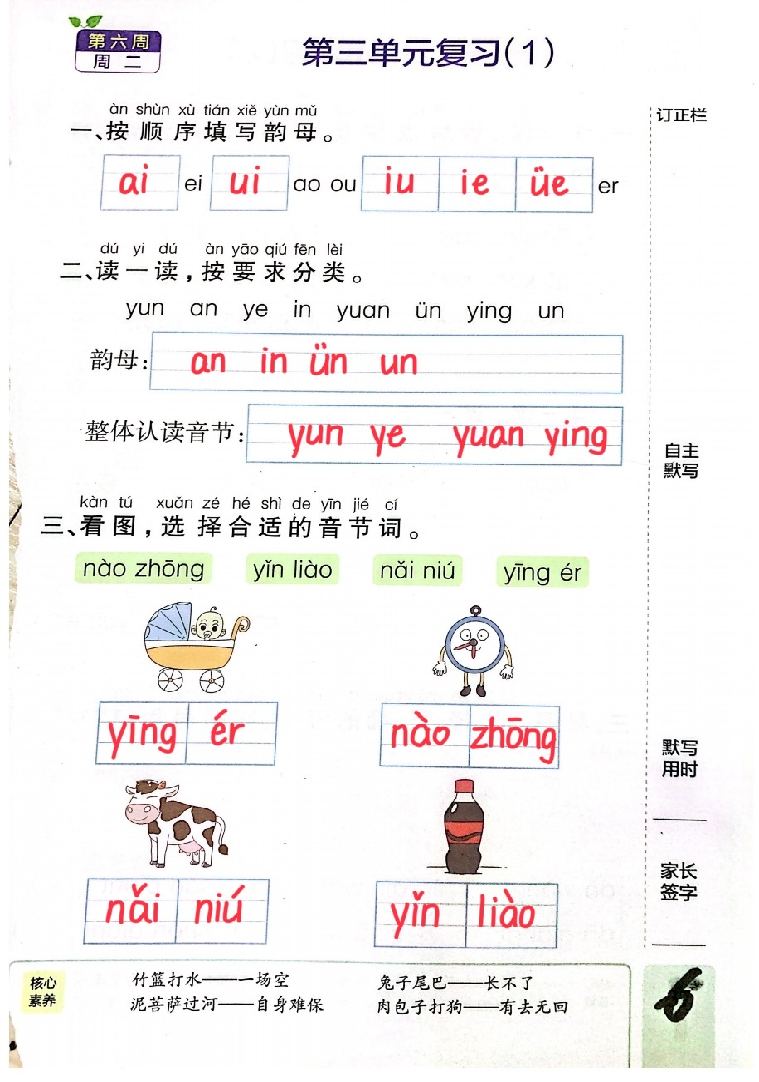 第六周
周二
第三单元复习(1)
订正栏
àn shùn xù tián xiě yùn mǔ
一、按顺序填写韵母。
ai ei ui ao ou iu ie üe er
dú yi dú àn yāo qiú fēn lèi
二、读一读,按要求分类。
yun an ye in yuan ün ying un
韵母: an in ün un
整体认读音节: yun ye yuan ying
自主
默写
kàn tú xuǎn zé hé shì de yīn jié cí
三、看图,选择合适的音节词。
nào zhōng yǐn liào nǎi niú yīng ér
yīng ér nào zhōng
默写
用时
nǎi niú yǐn liào
家长
签字
核心
素养
竹篮打水——一场空 兔子尾巴——长不了
泥菩萨过河——自身难保 肉包子打狗——有去无回
6